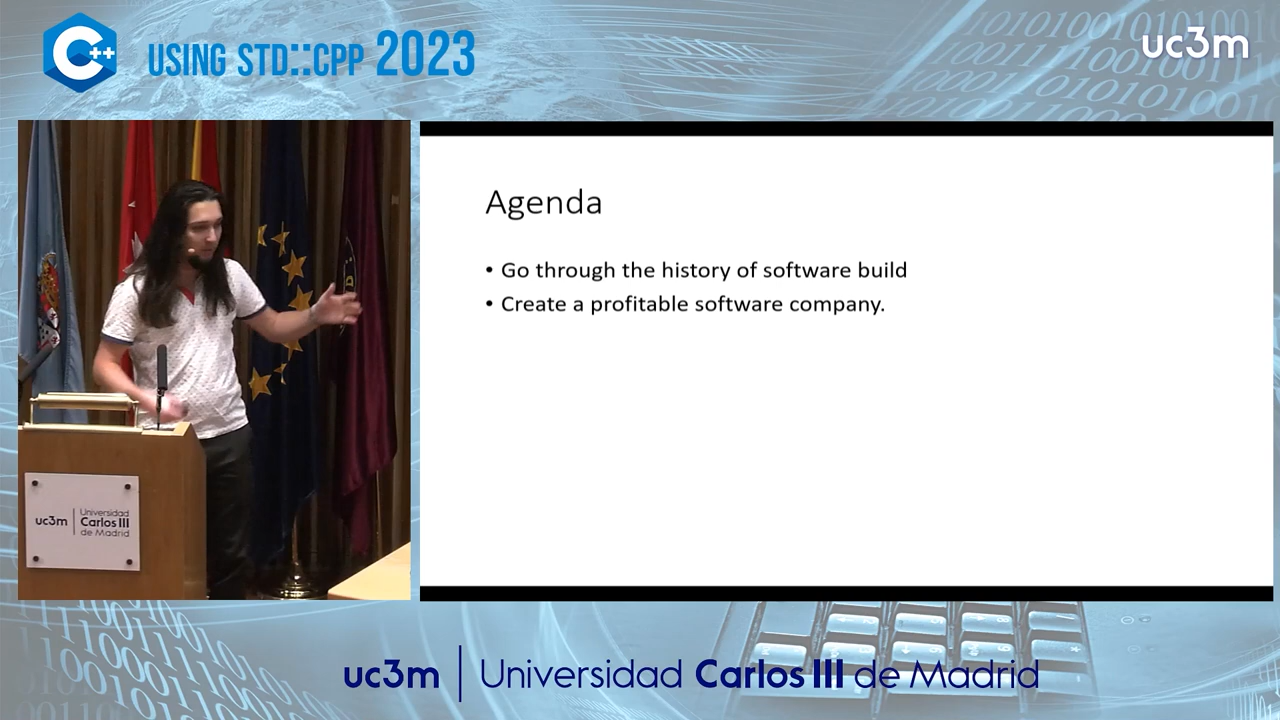 C++
USING STD::CPP 2023
uc3m
Agenda
• Go through the history of software build
• Create a profitable software company.
uc3m
Universidad
Carlos III
de Madrid
uc3m | Universidad Carlos III de Madrid